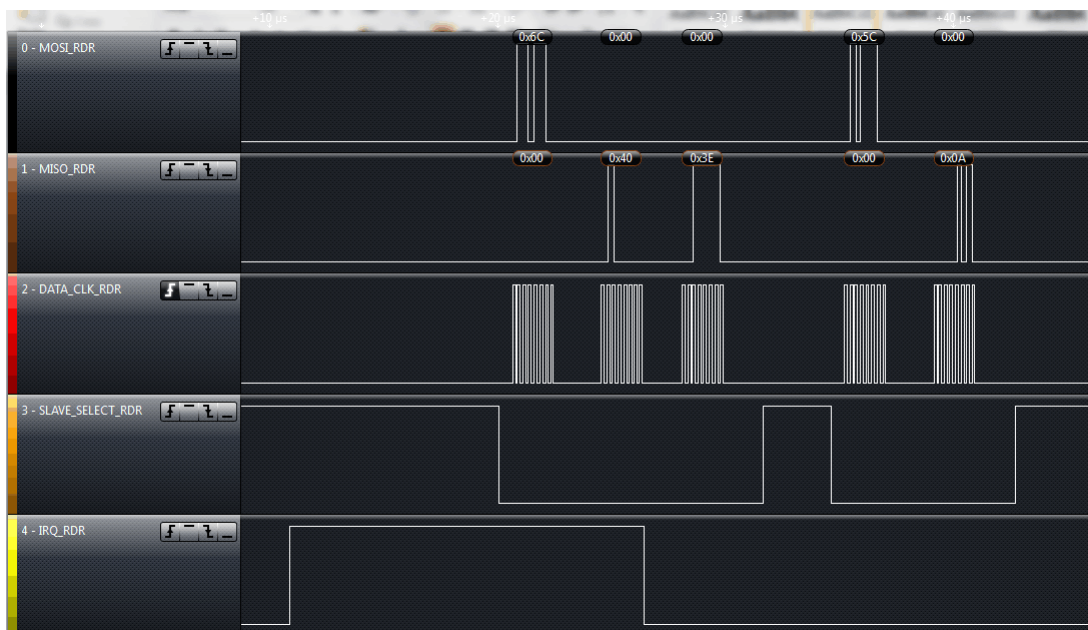 +10 µs +20 µs +30 µs +40 µs
0 - MOSI_RDR
0x6C 0x00 0x00 0x5C 0x00
1 - MISO_RDR
0x00 0x40 0x3E 0x00 0x0A
2 - DATA_CLK_RDR
3 - SLAVE_SELECT_RDR
4 - IRQ_RDR